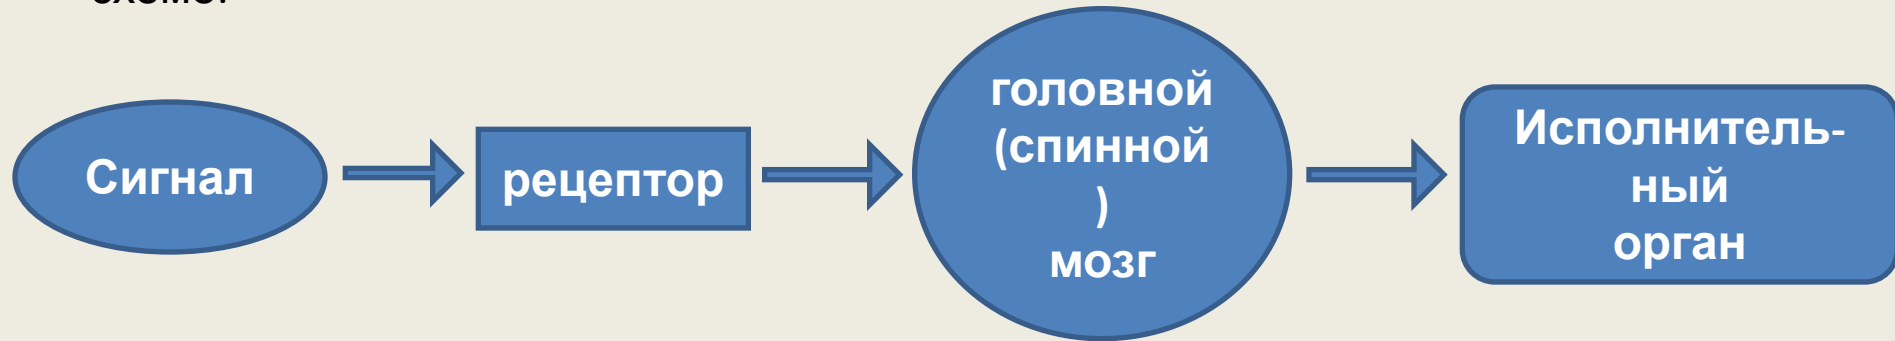 Сигнал
рецептор
головной
(спинной
)
мозг
Исполнитель-
ный
орган